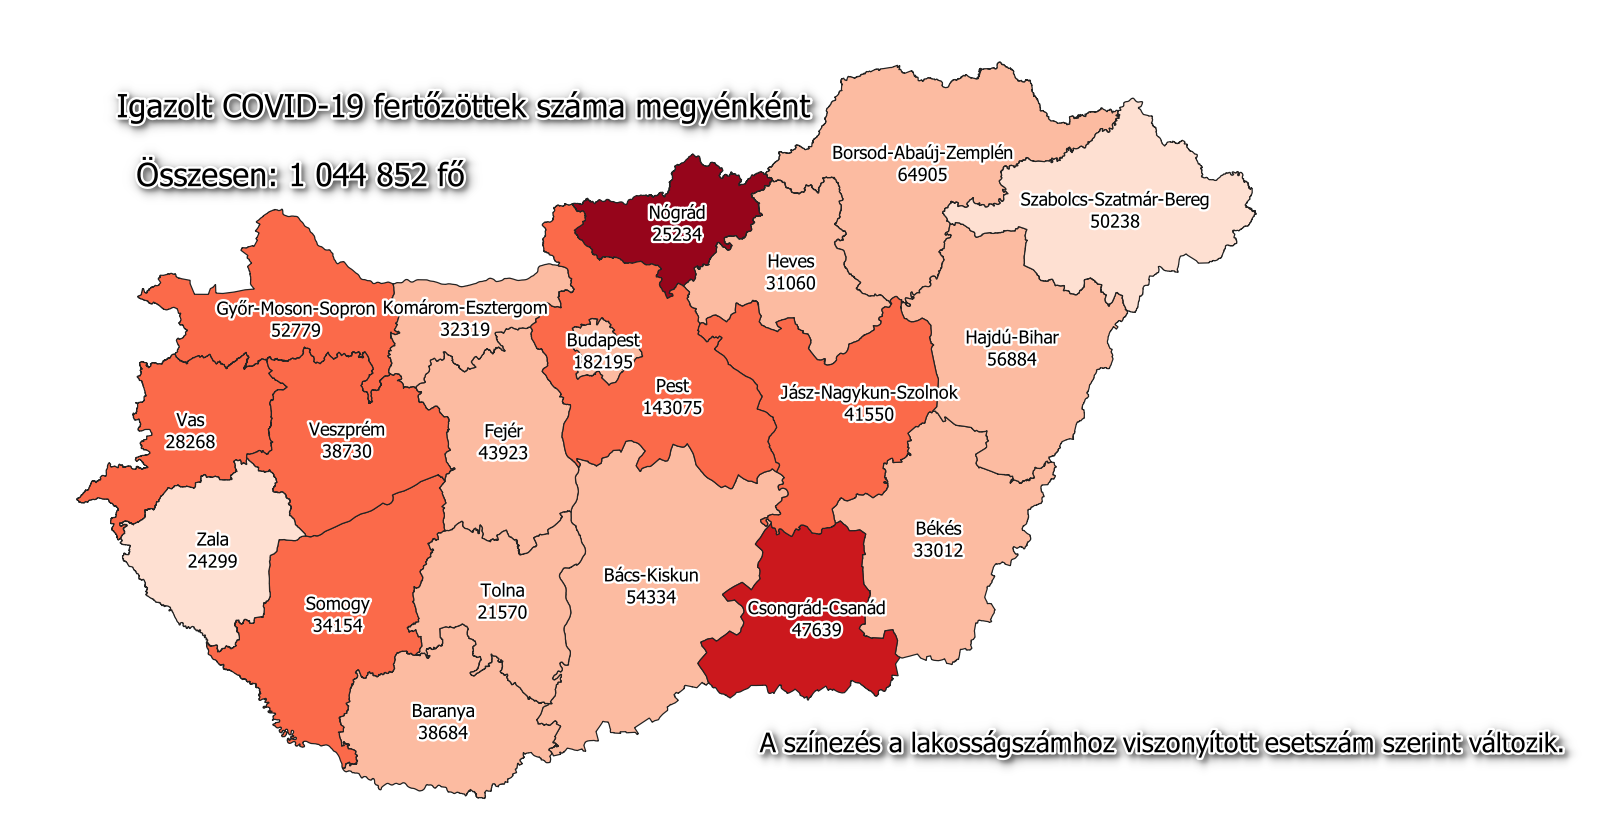 Igazolt COVID-19 fertőzöttek száma megyénként
Összesen: 1 044 852 fő
Borsod-Abaúj-Zemplén
64905
Szabolcs-Szatmár-Bereg
50238
Nógrád
25234
Heves
31060
Győr-Moson-Sopron
52779
Komárom-Esztergom
32319
Budapest
182195
Hajdú-Bihar
56884
Pest
143075
Jász-Nagykun-Szolnok
41550
Vas
28268
Veszprém
38730
Fejér
43923
Zala
24299
Békés
33012
Bács-Kiskun
54334
Tolna
21570
Somogy
34154
Csongrád-Csanád
47639
Baranya
38684
A színezés a lakosságszámhoz viszonyított esetszám szerint változik.